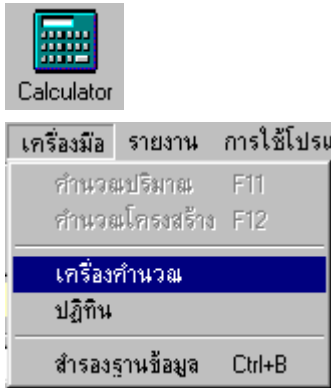 Calculator
เครื่องมือ รายงาน การใช้โปรแ
คำนวณปริมาณ F11
คำนวณโครงสร้าง F12
เครื่องคำนวณ
ปฏิทิน
สำรองฐานข้อมูล Ctrl+B